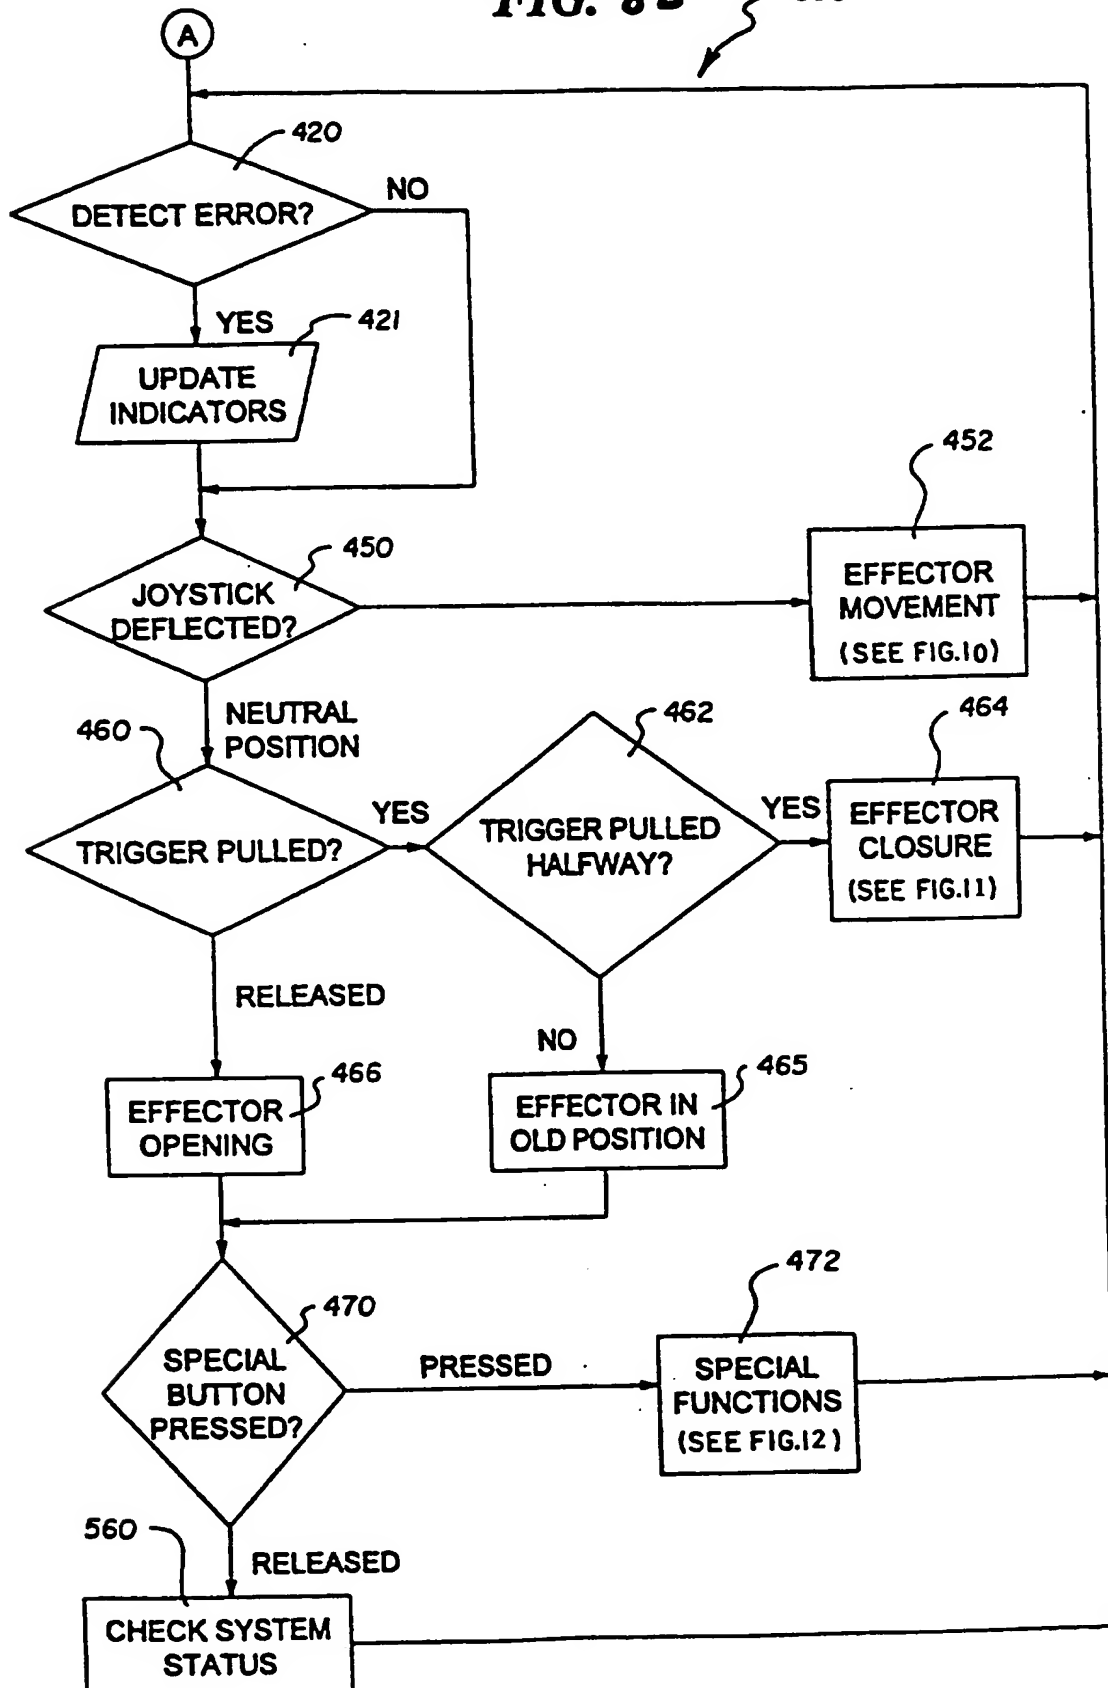 FIG. 8B
A
420
DETECT ERROR?
NO
YES
421
UPDATE
INDICATORS
450
JOYSTICK
DEFLECTED?
452
EFFECTOR
MOVEMENT
(SEE FIG.10)
NEUTRAL
POSITION
460
TRIGGER PULLED?
YES
462
TRIGGER PULLED
HALFWAY?
YES
464
EFFECTOR
CLOSURE
(SEE FIG.11)
RELEASED
NO
466
EFFECTOR
OPENING
465
EFFECTOR IN
OLD POSITION
470
SPECIAL
BUTTON
PRESSED?
PRESSED
472
SPECIAL
FUNCTIONS
(SEE FIG.12)
560
RELEASED
CHECK SYSTEM
STATUS